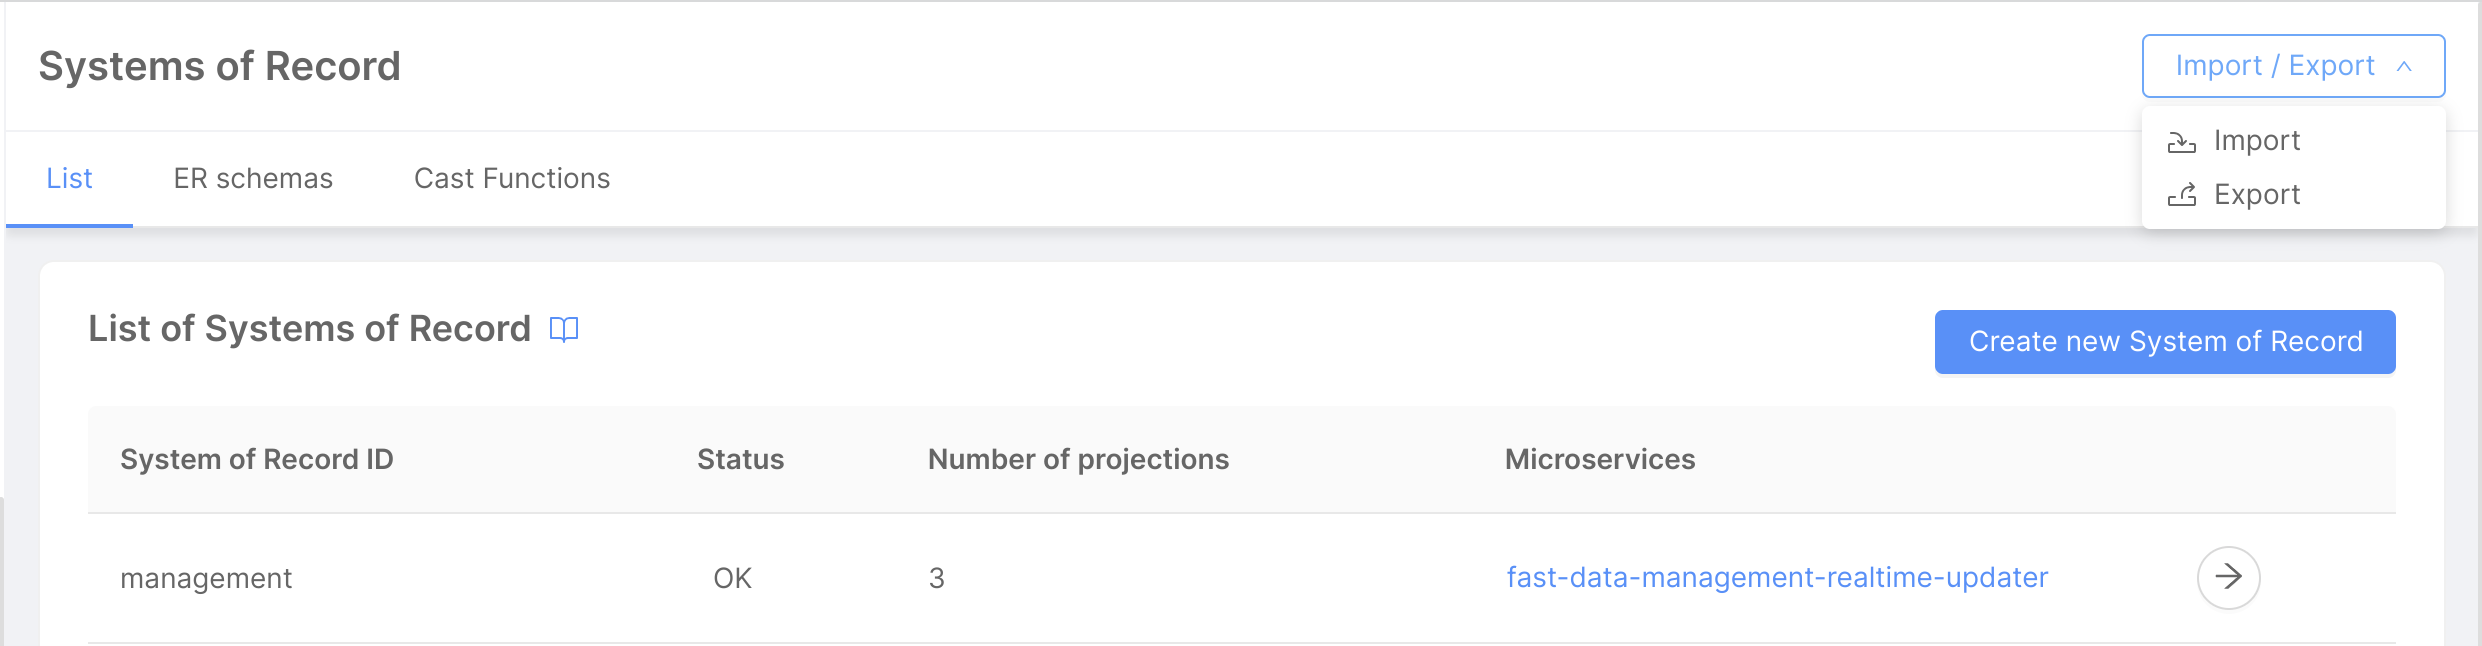 Systems of Record
Import / Export
Import
Export
List
ER schemas
Cast Functions
List of Systems of Record
Create new System of Record
System of Record ID
Status
Number of projections
Microservices
management
OK
3
fast-data-management-realtime-updater